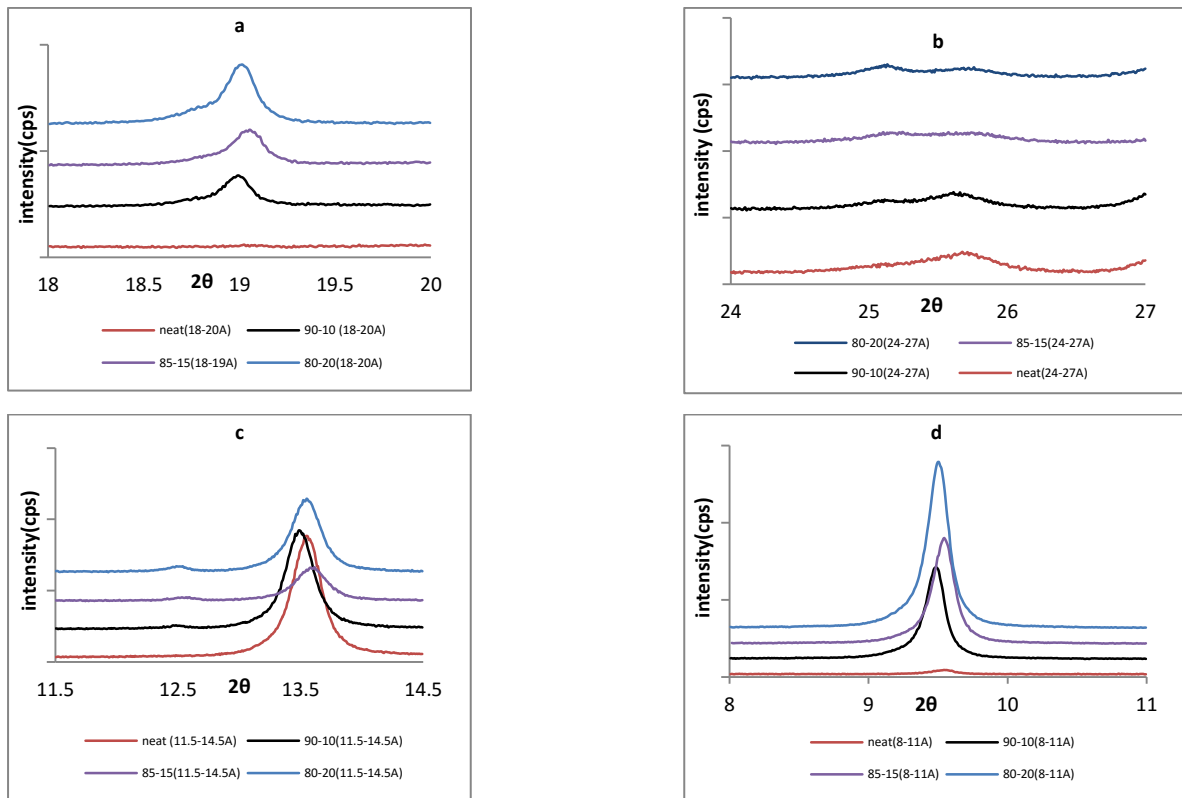 a
intensity(cps)
18 18.5 19 19.5 20
2θ
neat(18-20A) 90-10 (18-20A)
85-15(18-19A) 80-20(18-20A)
b
intensity (cps)
24 25 26 27
2θ
80-20(24-27A) 85-15(24-27A)
90-10(24-27A) neat(24-27A)
c
intensity(cps)
11.5 12.5 13.5 14.5
2θ
neat (11.5-14.5A) 90-10(11.5-14.5A)
85-15(11.5-14.5A) 80-20(11.5-14.5A)
d
intensity(cps)
8 9 10 11
2θ
neat(8-11A) 90-10(8-11A)
85-15(8-11A) 80-20(8-11A)